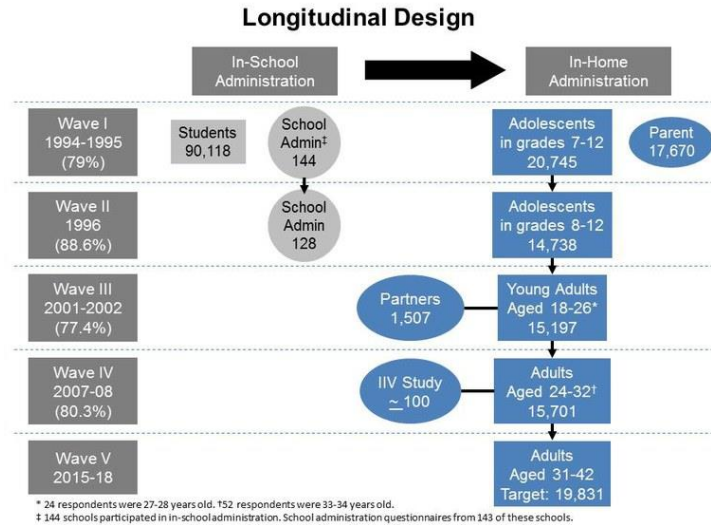 Longitudinal Design
In-School
Administration
In-Home
Administration
Wave I
1994-1995
(79%)
Students
90,118
School
Admin‡
144
Adolescents
in grades 7-12
20,745
Parent
17,670
Wave II
1996
(88.6%)
School
Admin
128
Adolescents
in grades 8-12
14,738
Wave III
2001-2002
(77.4%)
Partners
1,507
Young Adults
Aged 18-26*
15,197
Wave IV
2007-08
(80.3%)
IIV Study
~ 100
Adults
Aged 24-32†
15,701
Wave V
2015-18
Adults
Aged 31-42
Target: 19,831
* 24 respondents were 27-28 years old. †52 respondents were 33-34 years old.
‡ 144 schools participated in in-school administration. School administration questionnaires from 143 of these schools.